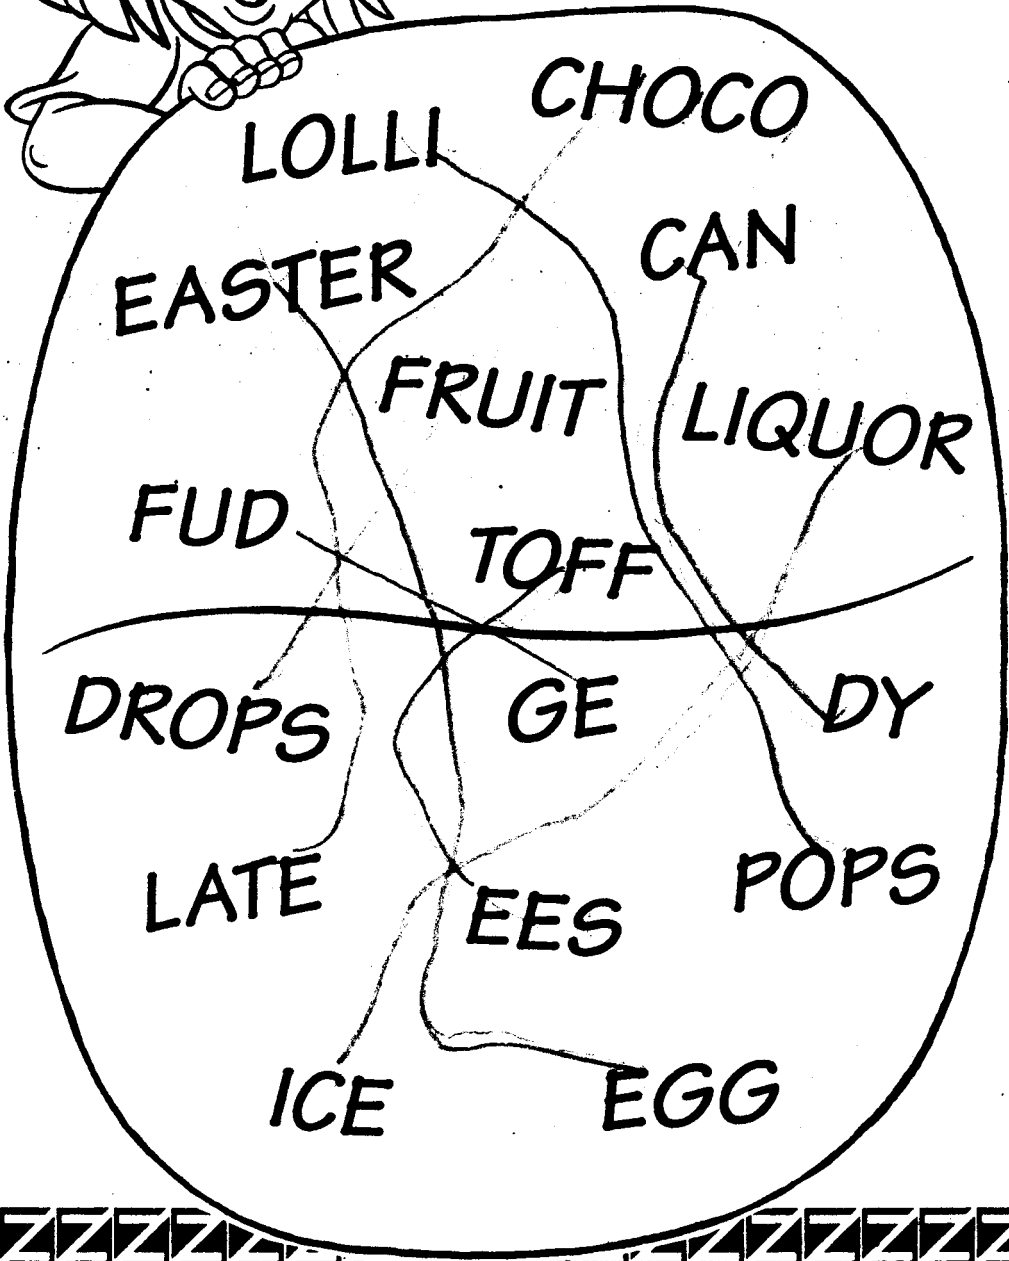 CHOCO
LOLLI
CAN
EASTER
FRUIT
LIQUOR
FUD
TOFF
DROPS
GE
DY
LATE
EES
POPS
ICE
EGG